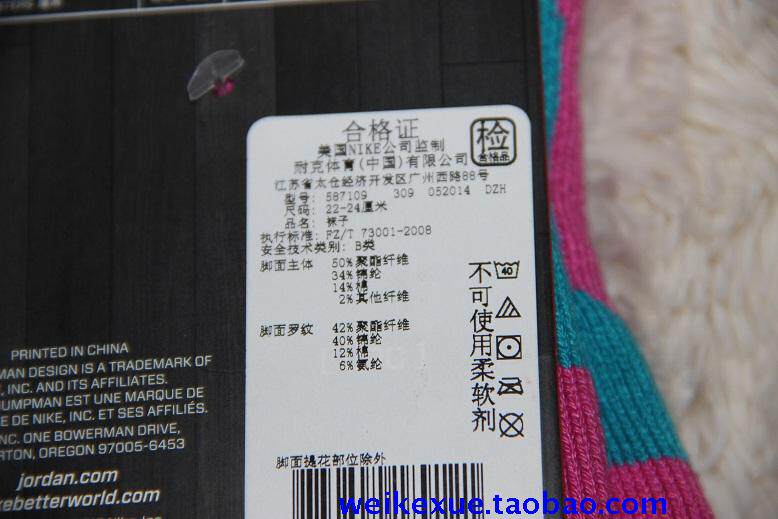 合格证
检
合格品
美国NIKE公司监制
耐克体育(中国)有限公司
江苏省太仓经济开发区广州西路88号
型号: 587109 309 052014 DZH
尺码: 22-24厘米
品名: 袜子
执行标准: FZ/T 73001-2008
安全技术类别: B类
脚面主体 50%聚酯纤维
34%锦纶
14%棉
2%其他纤维
脚面罗纹 42%聚酯纤维
40%锦纶
12%棉
6%氨纶
40
不可使用柔软剂
脚面提花部位除外
PRINTED IN CHINA
MAN DESIGN IS A TRADEMARK OF
, INC. AND ITS AFFILIATES.
UMPMAN EST UNE MARQUE DE
E DE NIKE, INC. ET SES AFFILIÉS.
INC. ONE BOWERMAN DRIVE,
RTON, OREGON 97005-6453
jordan.com
kebetterworld.com
weikexue.taobao.com